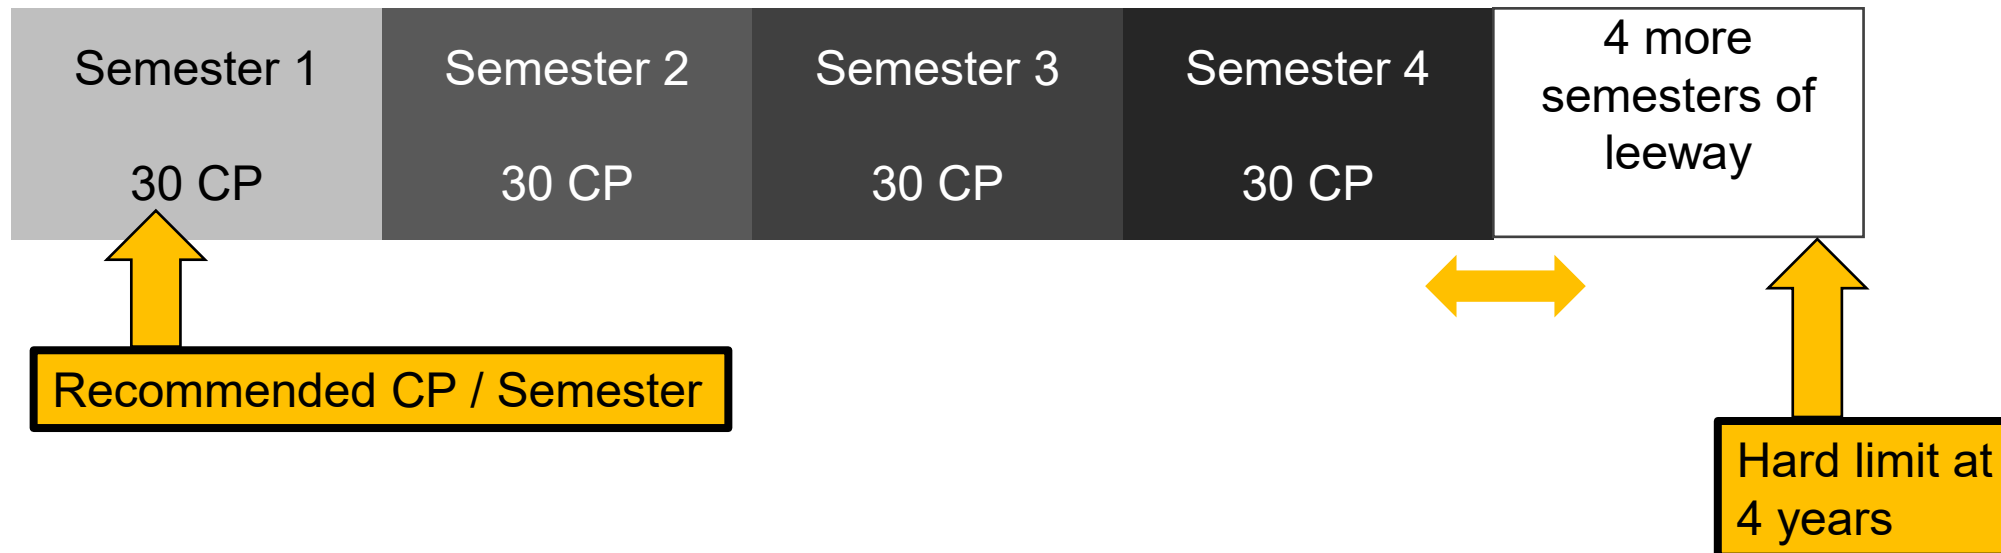 Semester 1
30 CP
Semester 2
30 CP
Semester 3
30 CP
Semester 4
30 CP
4 more
semesters of
leeway
Recommended CP / Semester
Hard limit at
4 years